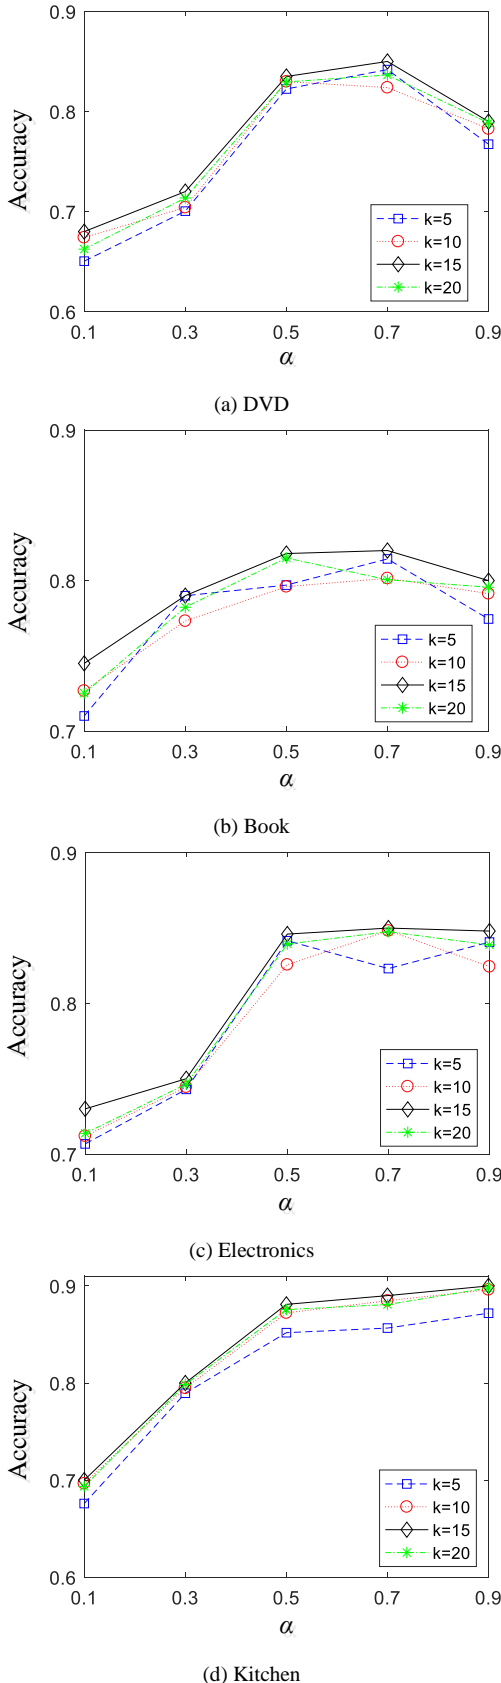 0.9
0.8
0.7
0.6
Accuracy
0.1 0.3 0.5 0.7 0.9
α
k=5
k=10
k=15
k=20
(a) DVD
0.9
0.8
0.7
Accuracy
0.1 0.3 0.5 0.7 0.9
α
k=5
k=10
k=15
k=20
(b) Book
0.9
0.8
0.7
Accuracy
0.1 0.3 0.5 0.7 0.9
α
k=5
k=10
k=15
k=20
(c) Electronics
0.9
0.8
0.7
0.6
Accuracy
0.1 0.3 0.5 0.7 0.9
α
k=5
k=10
k=15
k=20
(d) Kitchen